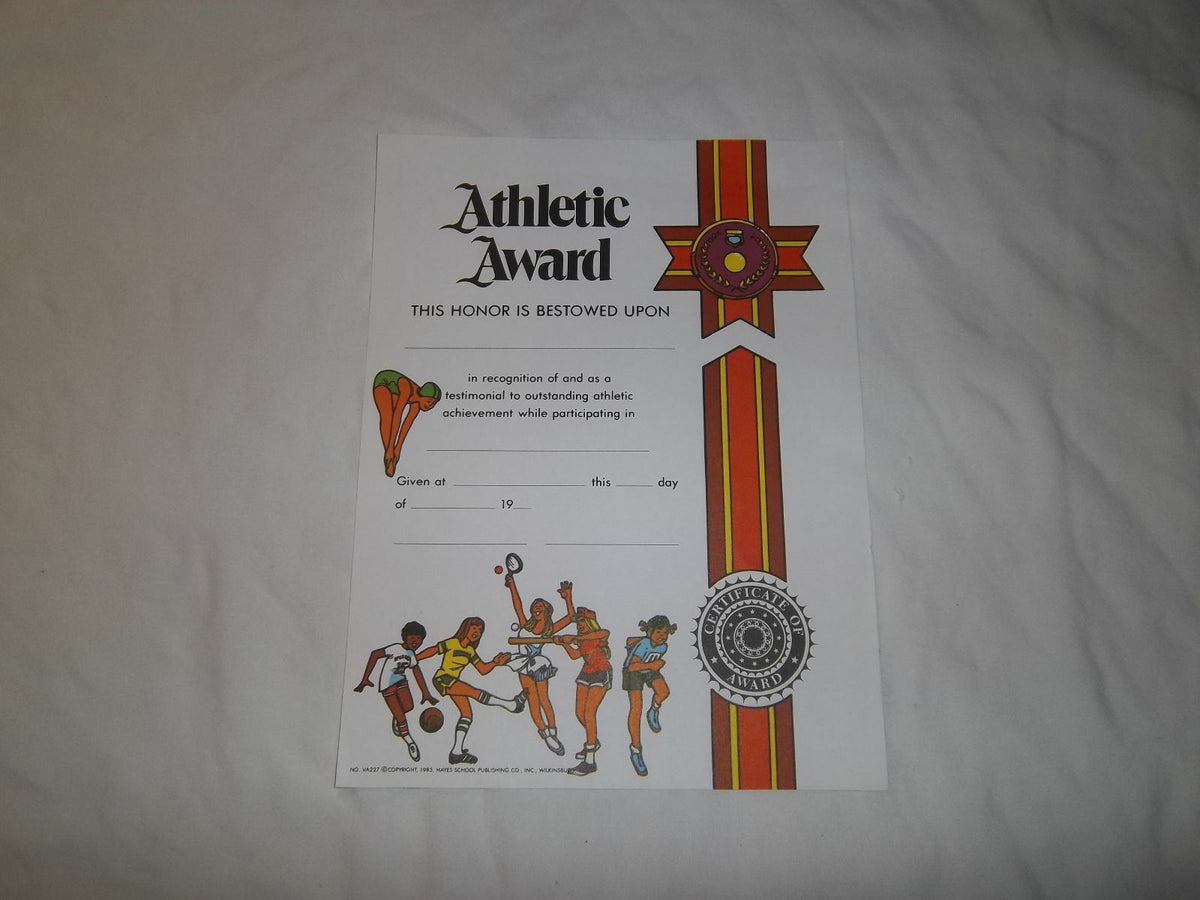 Athletic
Award
THIS HONOR IS BESTOWED UPON
in recognition of and as a
testimonial to outstanding athletic
achievement while participating in
Given at this day
of 19
CERTIFICATE OF
AWARD
NO. VA227 ©COPYRIGHT, 1983, HAYES SCHOOL PUBLISHING CO., INC.,